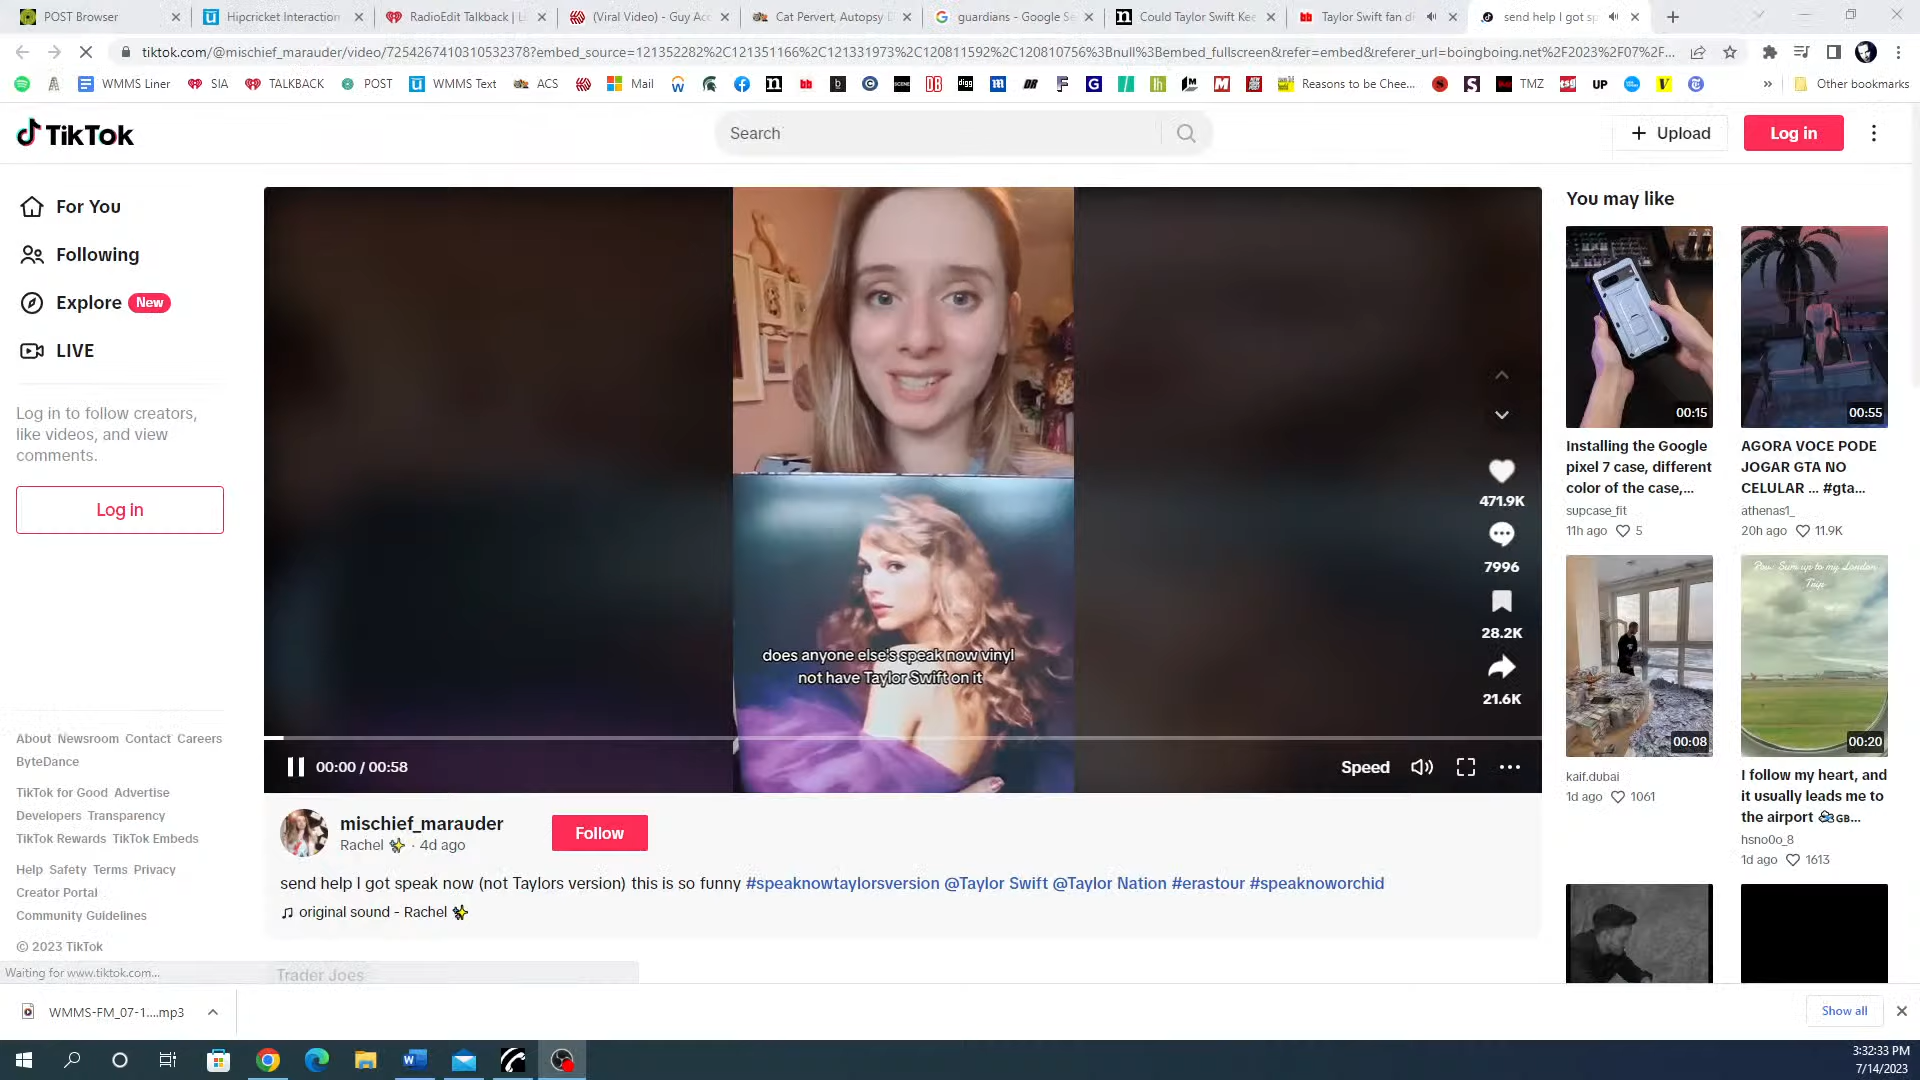 POST Browser
Hipcricket Interaction
RadioEdit Talkback | Li
(Viral Video) - Guy Acc
Cat Pervert, Autopsy D
guardians - Google Se
Could Taylor Swift Kee
Taylor Swift fan di
send help I got sp
tiktok.com/@mischief_marauder/video/7254267410310532378?embed_source=121352282%2C121351166%2C121331973%2C120811592%2C120810756%3Bnull%3Bembed_fullscreen&refer=embed&referer_url=boingboing.net%2F2023%2F07%2F...
WMMS Liner SIA TALKBACK POST WMMS Text ACS Mail Reasons to be Chee... TMZ UP Other bookmarks
TikTok
Search
Upload
Log in
For You
Following
Explore New
LIVE
Log in to follow creators,
like videos, and view
comments.
Log in
About Newsroom Contact Careers
ByteDance
TikTok for Good Advertise
Developers Transparency
TikTok Rewards TikTok Embeds
Help Safety Terms Privacy
Creator Portal
Community Guidelines
© 2023 TikTok
does anyone else's speak now vinyl
not have Taylor Swift on it
471.9K
7996
28.2K
21.6K
00:00 / 00:58
Speed
mischief_marauder
Rachel ✨ · 4d ago
Follow
send help I got speak now (not Taylors version) this is so funny #speaknowtaylorsversion @Taylor Swift @Taylor Nation #erastour #speaknoworchid
♫ original sound - Rachel ✨
Trader Joes
You may like
00:15
Installing the Google
pixel 7 case, different
color of the case,...
supcase_fit
11h ago 5
00:55
AGORA VOCE PODE
JOGAR GTA NO
CELULAR ... #gta...
athenas1_
20h ago 11.9K
00:08
kaif.dubai
1d ago 1061
Pov: Sum up to my London
Trip
00:20
I follow my heart, and
it usually leads me to
the airport 🌨️🇬🇧...
hsno0o_8
1d ago 1613
Waiting for www.tiktok.com...
WMMS-FM_07-1....mp3
Show all
3:32:33 PM
7/14/2023